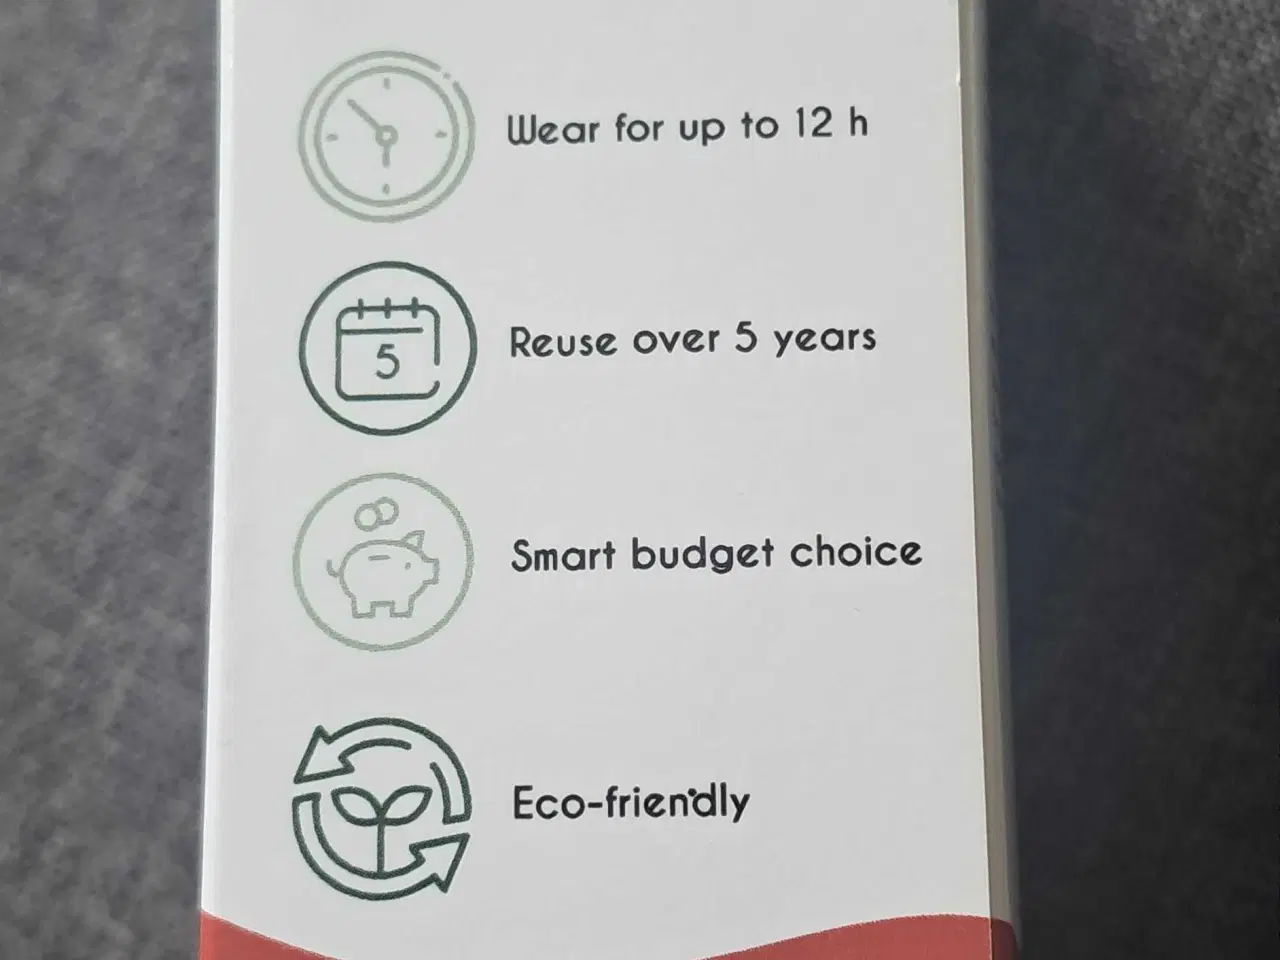 Wear for up to 12 h
5
Reuse over 5 years
Smart budget choice
Eco-friendly